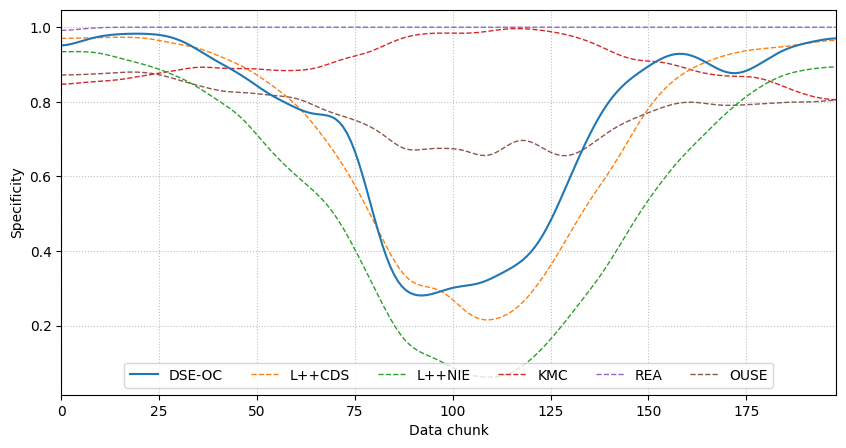 1.0
0.8
0.6
0.4
0.2
Specificity
0 25 50 75 100 125 150 175
Data chunk
DSE-OC L++CDS L++NIE KMC REA OUSE